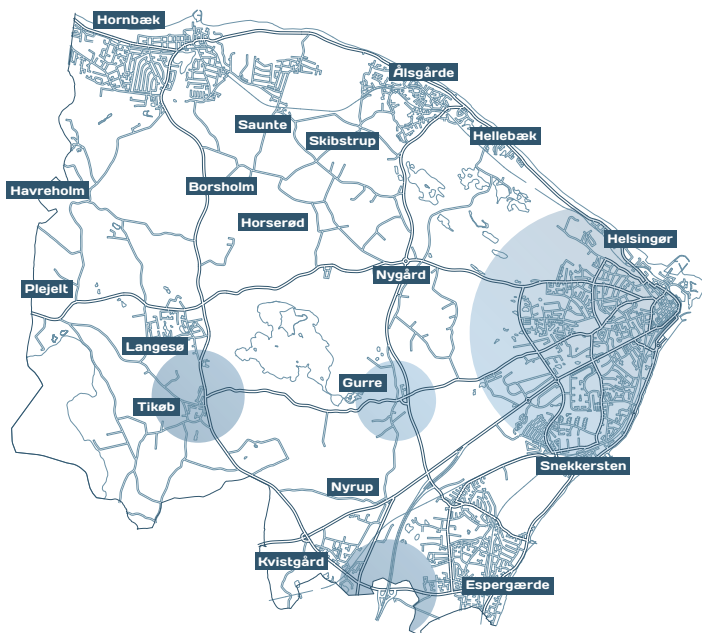 Hornbæk
Ålsgårde
Saunte
Skibstrup
Hellebæk
Havreholm
Borsholm
Horserød
Helsingør
Nygård
Plejelt
Langesø
Gurre
Tikøb
Snekkersten
Nyrup
Kvistgård
Espergærde